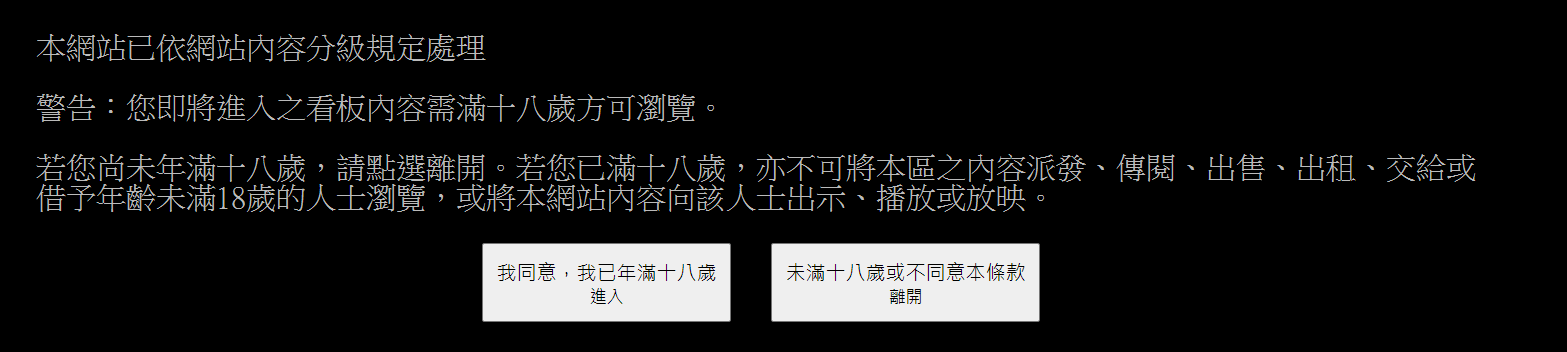 本網站已依網站內容分級規定處理
警告：您即將進入之看板內容需滿十八歲方可瀏覽。
若您尚未年滿十八歲，請點選離開。若您已滿十八歲，亦不可將本區之內容派發、傳閱、出售、出租、交給或
借予年齡未滿18歲的人士瀏覽，或將本網站內容向該人士出示、播放或放映。
我同意，我已年滿十八歲
進入
未滿十八歲或不同意本條款
離開